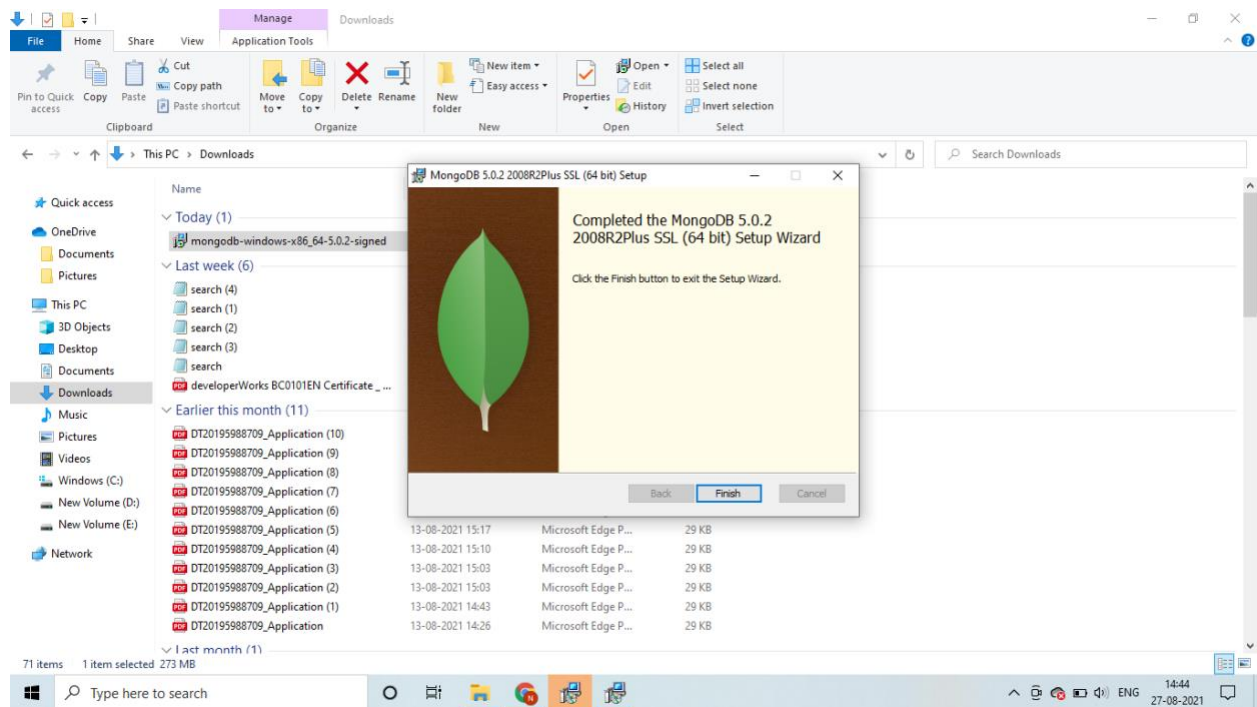 Manage
Downloads
File
Home
Share
View
Application Tools
Pin to Quick access
Copy
Paste
Cut
Copy path
Paste shortcut
Clipboard
Move to
Copy to
Delete
Rename
Organize
New folder
New item
Easy access
New
Properties
Open
Edit
History
Open
Select all
Select none
Invert selection
Select
This PC > Downloads
Search Downloads
Quick access
OneDrive
Documents
Pictures
This PC
3D Objects
Desktop
Documents
Downloads
Music
Pictures
Videos
Windows (C:)
New Volume (D:)
New Volume (E:)
Network
Name
Today (1)
mongodb-windows-x86_64-5.0.2-signed
Last week (6)
search (4)
search (1)
search (2)
search (3)
search
developerWorks BC0101EN Certificate _ ...
Earlier this month (11)
DT20195988709_Application (10)
DT20195988709_Application (9)
DT20195988709_Application (8)
DT20195988709_Application (7)
DT20195988709_Application (6)
DT20195988709_Application (5) 13-08-2021 15:17 Microsoft Edge P... 29 KB
DT20195988709_Application (4) 13-08-2021 15:10 Microsoft Edge P... 29 KB
DT20195988709_Application (3) 13-08-2021 15:03 Microsoft Edge P... 29 KB
DT20195988709_Application (2) 13-08-2021 15:03 Microsoft Edge P... 29 KB
DT20195988709_Application (1) 13-08-2021 14:43 Microsoft Edge P... 29 KB
DT20195988709_Application 13-08-2021 14:26 Microsoft Edge P... 29 KB
Last month (1)
MongoDB 5.0.2 2008R2Plus SSL (64 bit) Setup
Completed the MongoDB 5.0.2
2008R2Plus SSL (64 bit) Setup Wizard
Click the Finish button to exit the Setup Wizard.
Back
Finish
Cancel
71 items 1 item selected 273 MB
Type here to search
ENG
14:44
27-08-2021